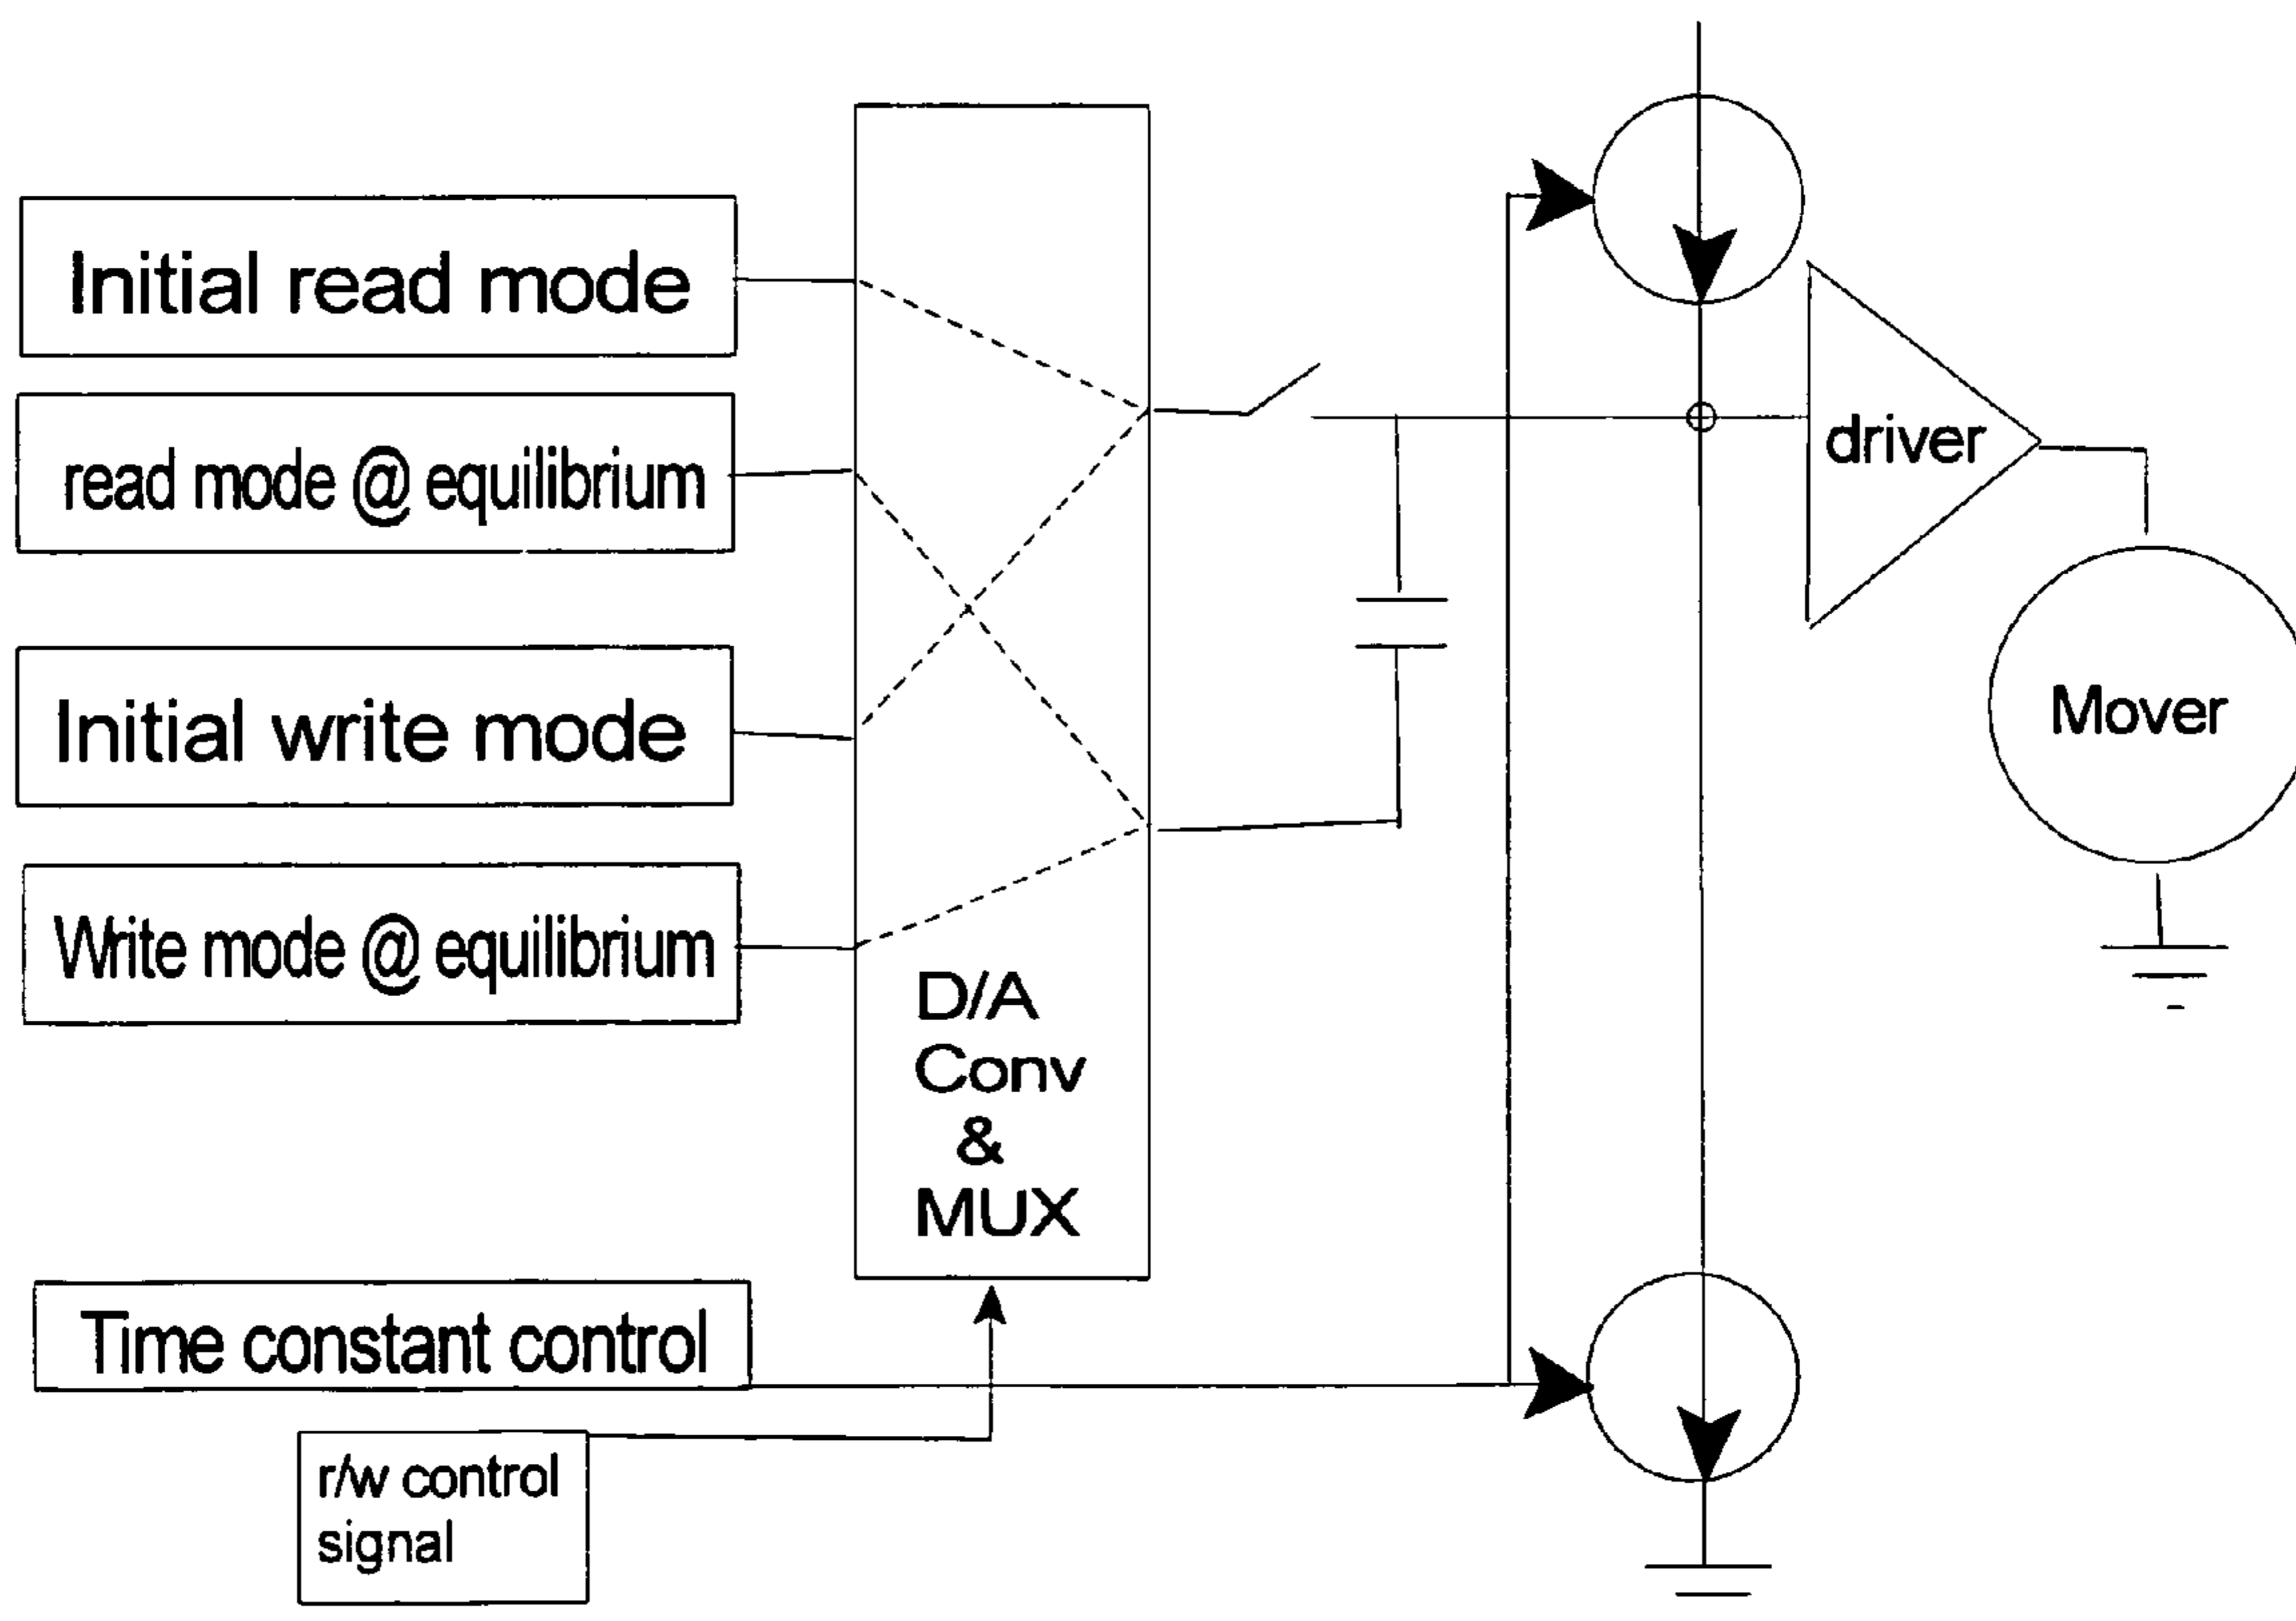 Initial read mode
read mode @ equilibrium
Initial write mode
Write mode @ equilibrium
D/A
Conv
&
MUX
driver
Mover
Time constant control
r/w control
signal